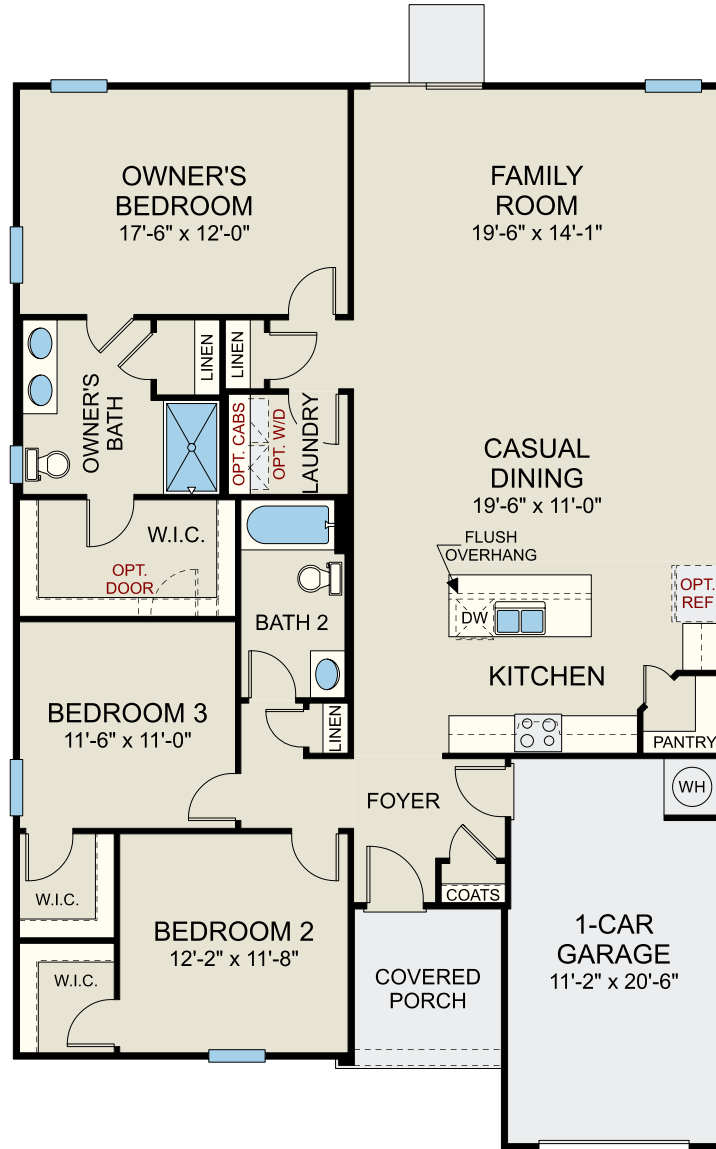 OWNER'S
BEDROOM
17'-6" x 12'-0"
FAMILY
ROOM
19'-6" x 14'-1"
LINEN
LINEN
OWNER'S
BATH
OPT. CABS
OPT. W/D
LAUNDRY
CASUAL
DINING
19'-6" x 11'-0"
W.I.C.
OPT.
DOOR
FLUSH
OVERHANG
OPT.
REF
DW
BATH 2
KITCHEN
BEDROOM 3
11'-6" x 11'-0"
LINEN
PANTRY
FOYER
WH
W.I.C.
COATS
BEDROOM 2
12'-2" x 11'-8"
1-CAR
GARAGE
11'-2" x 20'-6"
W.I.C.
COVERED
PORCH